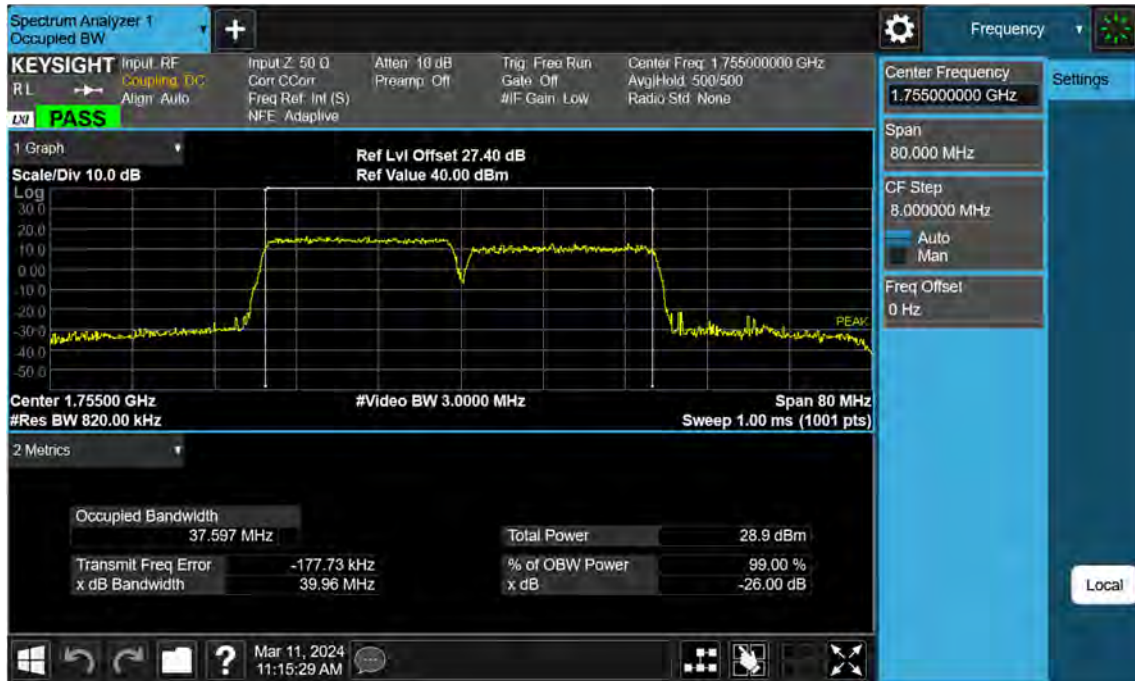 Spectrum Analyzer 1
Occupied BW
+
Frequency
KEYSIGHT
R L
LXI
PASS
Input: RF
Coupling: DC
Align: Auto
Input Z: 50 Ω
Corr CCorr
Freq Ref: Int (S)
NFE: Adaptive
Atten: 10 dB
Preamp: Off
Trig: Free Run
Gate: Off
#IF Gain: Low
Center Freq: 1.755000000 GHz
Avg|Hold: 500/500
Radio Std: None
Center Frequency
1.755000000 GHz
Settings
Span
80.000 MHz
CF Step
8.000000 MHz
Auto
Man
Freq Offset
0 Hz
Local
1 Graph
Scale/Div 10.0 dB
Ref Lvl Offset 27.40 dB
Ref Value 40.00 dBm
Log
30.0
20.0
10.0
0.00
-10.0
-20.0
-30.0
-40.0
-50.0
PEAK
Center 1.75500 GHz
#Video BW 3.0000 MHz
Span 80 MHz
#Res BW 820.00 kHz
Sweep 1.00 ms (1001 pts)
2 Metrics
Occupied Bandwidth
37.597 MHz
Total Power 28.9 dBm
Transmit Freq Error -177.73 kHz
% of OBW Power 99.00 %
x dB Bandwidth 39.96 MHz
x dB -26.00 dB
?
Mar 11, 2024
11:15:29 AM